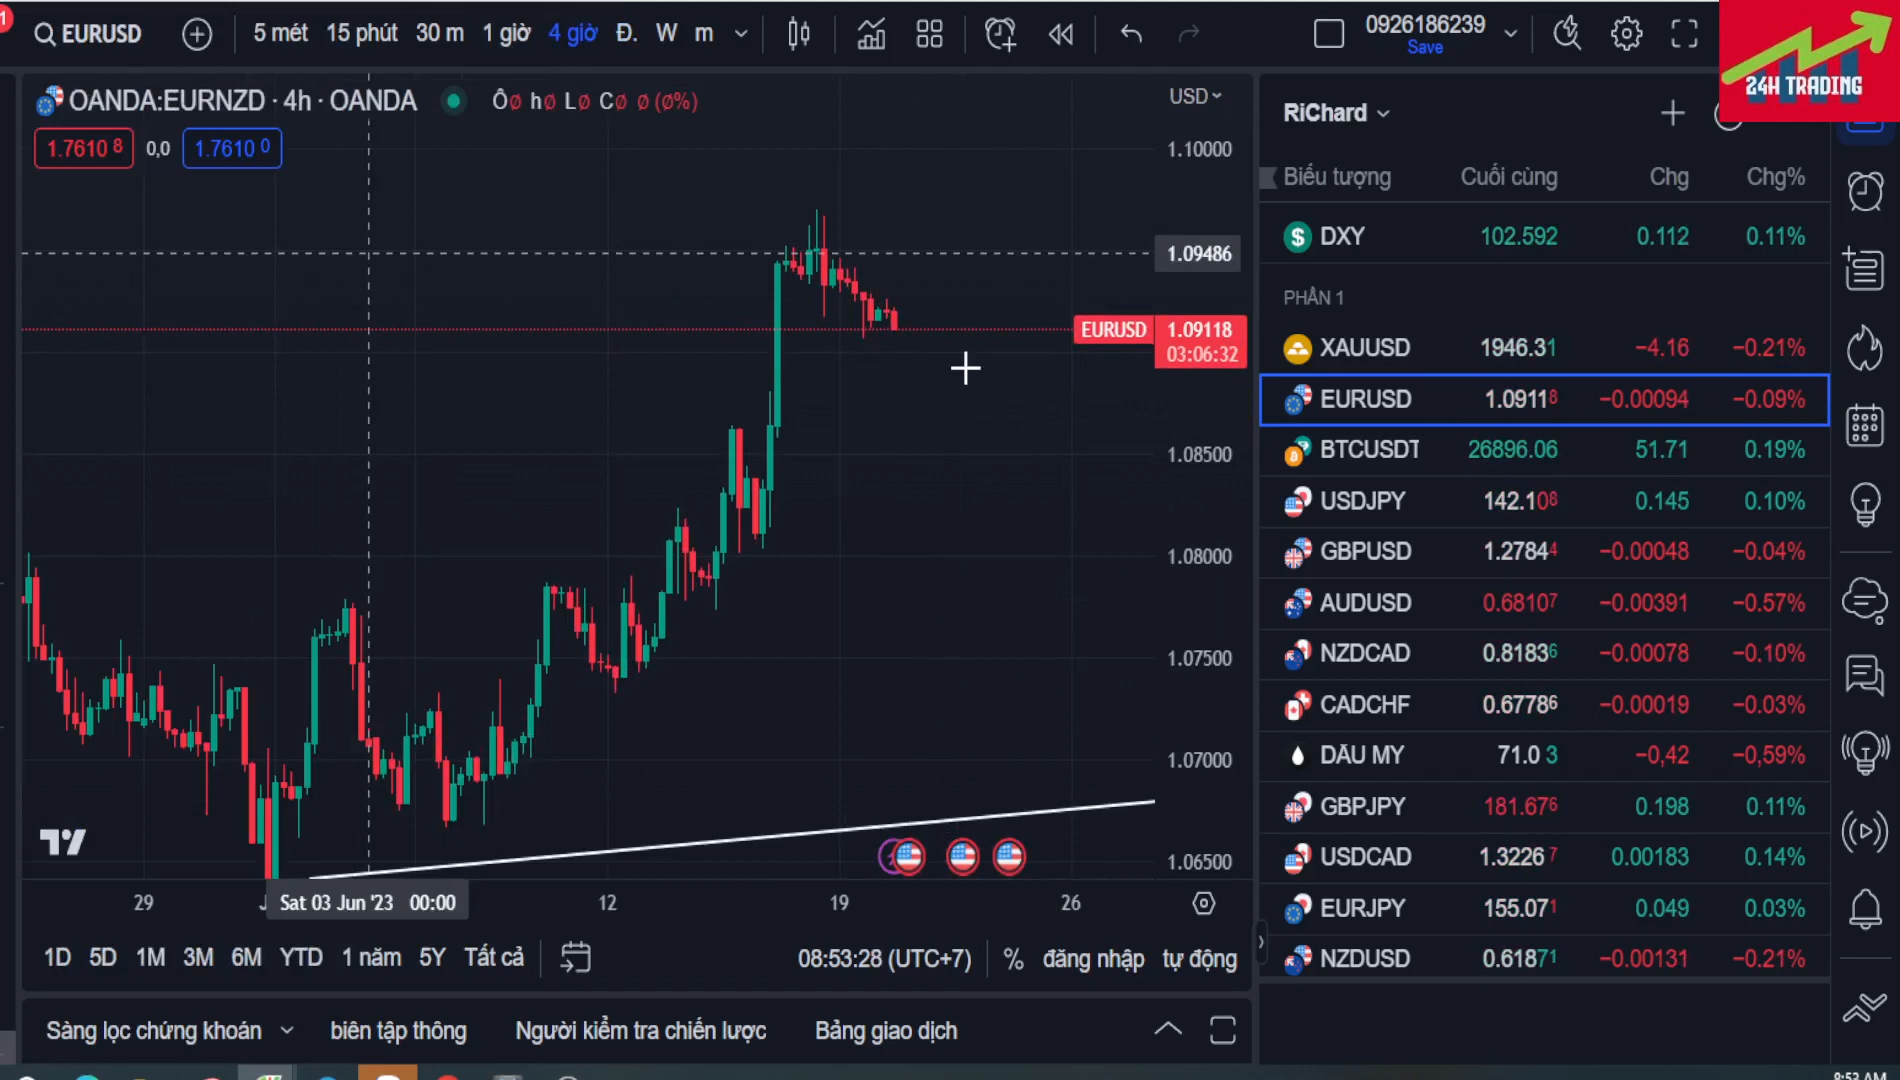 1
EURUSD
5 mét 15 phút 30 m 1 giờ 4 giờ Đ. W m
0926186239
Save
24H TRADING
OANDA:EURNZD · 4h · OANDA
Ô∅ h∅ L∅ C∅ ∅ (∅%)
USD
1.7610 8 0,0 1.7610 0
1.10000
1.09486
EURUSD 1.09118
03:06:32
1.08500
1.08000
1.07500
1.07000
1.06500
29 Sat 03 Jun '23 00:00 12 19 26
1D 5D 1M 3M 6M YTD 1 năm 5Y Tất cả
08:53:28 (UTC+7) % đăng nhập tự động
Sàng lọc chứng khoán biên tập thông Người kiểm tra chiến lược Bảng giao dịch
RiChard
Biểu tượng Cuối cùng Chg Chg%
DXY 102.592 0.112 0.11%
PHẦN 1
XAUUSD 1946.31 −4.16 −0.21%
EURUSD 1.09118 −0.00094 −0.09%
BTCUSDT 26896.06 51.71 0.19%
USDJPY 142.108 0.145 0.10%
GBPUSD 1.27844 −0.00048 −0.04%
AUDUSD 0.68107 −0.00391 −0.57%
NZDCAD 0.81836 −0.00078 −0.10%
CADCHF 0.67786 −0.00019 −0.03%
DẦU MY 71.0 3 −0,42 −0,59%
GBPJPY 181.676 0.198 0.11%
USDCAD 1.3226 7 0.00183 0.14%
EURJPY 155.071 0.049 0.03%
NZDUSD 0.61871 −0.00131 −0.21%
8:53 AM